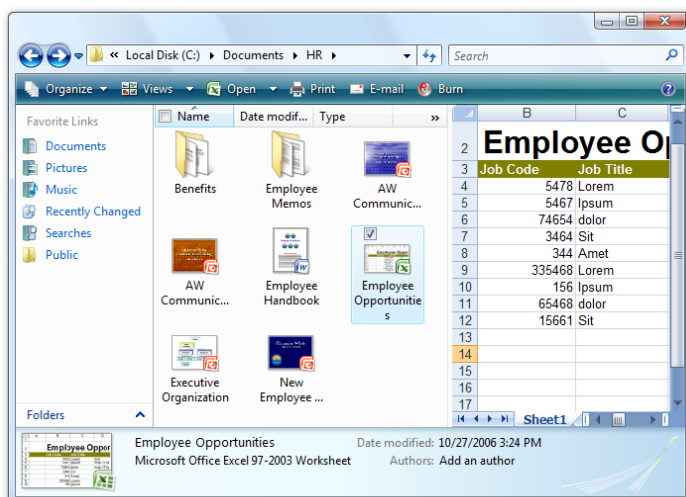 « Local Disk (C:) ▸ Documents ▸ HR ▸
Search
Organize Views Open Print E-mail Burn
Favorite Links
Documents
Pictures
Music
Recently Changed
Searches
Public
Folders
Name Date modif... Type »
Benefits
Employee
Memos
AW
Communic...
AW
Communic...
Employee
Handbook
Employee
Opportunitie
s
Executive
Organization
New
Employee ...
B C
2 Employee O
3 Job Code Job Title
4 5478 Lorem
5 5467 Ipsum
6 74654 dolor
7 3464 Sit
8 344 Amet
9 335468 Lorem
10 156 Ipsum
11 65468 dolor
12 15661 Sit
13
14
15
16
17
Sheet1
Employee Opportunities
Microsoft Office Excel 97-2003 Worksheet
Date modified: 10/27/2006 3:24 PM
Authors: Add an author